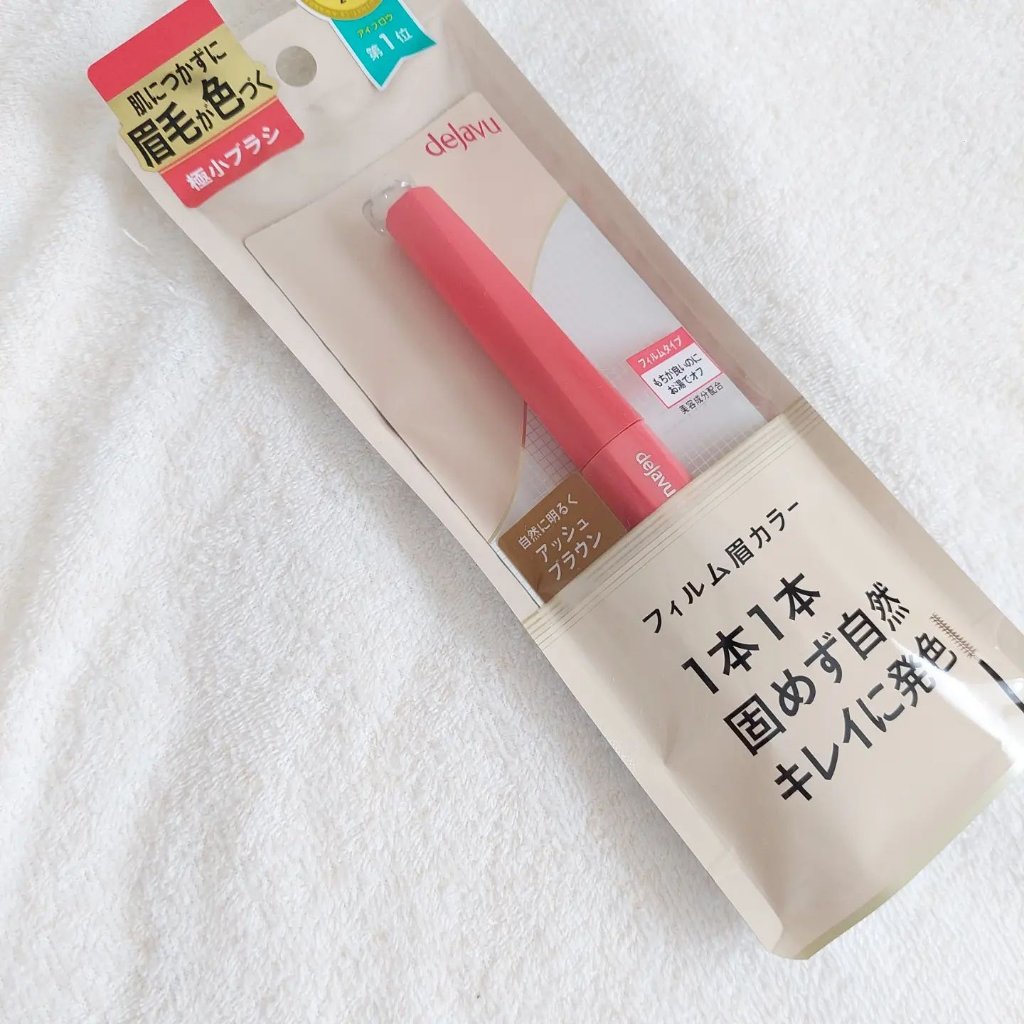 アイブロウ
第1位
肌につかずに
眉毛が色づく
極小ブラシ
dejavu
フィルムタイプ
もちが良いのに
お湯でオフ
美容成分配合
dejavu
自然に明るく
アッシュ
ブラウン
フィルム眉カラー
1本1本
固めず自然
キレイに発色